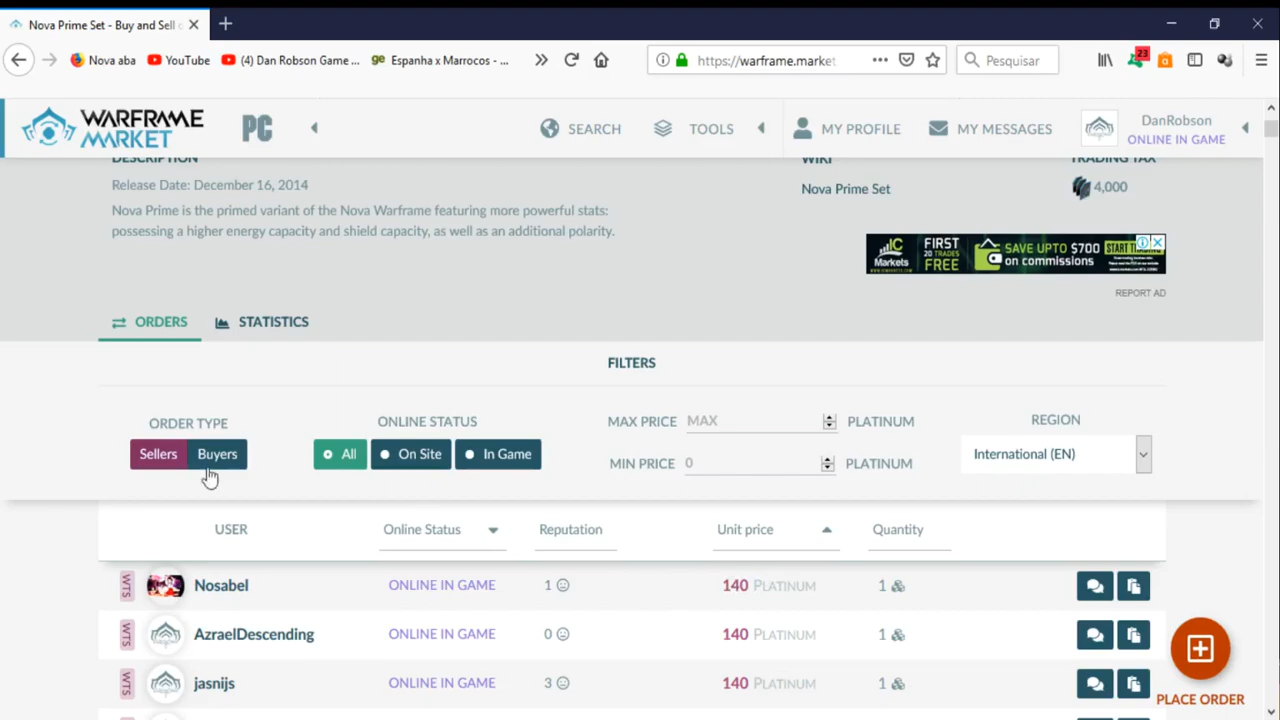 Nova Prime Set - Buy and Sell
Nova aba
YouTube
(4) Dan Robson Game ...
Espanha x Marrocos - ...
https://warframe.market
Pesquisar
23
WARFRAME
MARKET
PC
SEARCH
TOOLS
MY PROFILE
MY MESSAGES
DanRobson
ONLINE IN GAME
DESCRIPTION
WIKI
TRADING TAX
Release Date: December 16, 2014
Nova Prime Set
4,000
Nova Prime is the primed variant of the Nova Warframe featuring more powerful stats:
possessing a higher energy capacity and shield capacity, as well as an additional polarity.
IC Markets
FIRST
20 TRADES
FREE
SAVE UPTO $700
on commissions
REPORT AD
ORDERS
STATISTICS
FILTERS
ORDER TYPE
ONLINE STATUS
MAX PRICE MAX PLATINUM
REGION
Sellers Buyers
All On Site In Game
MIN PRICE 0 PLATINUM
International (EN)
USER Online Status Reputation Unit price Quantity
WTS Nosabel ONLINE IN GAME 1 140 PLATINUM 1
WTS AzraelDescending ONLINE IN GAME 0 140 PLATINUM 1
WTS jasnijs ONLINE IN GAME 3 140 PLATINUM 1
PLACE ORDER